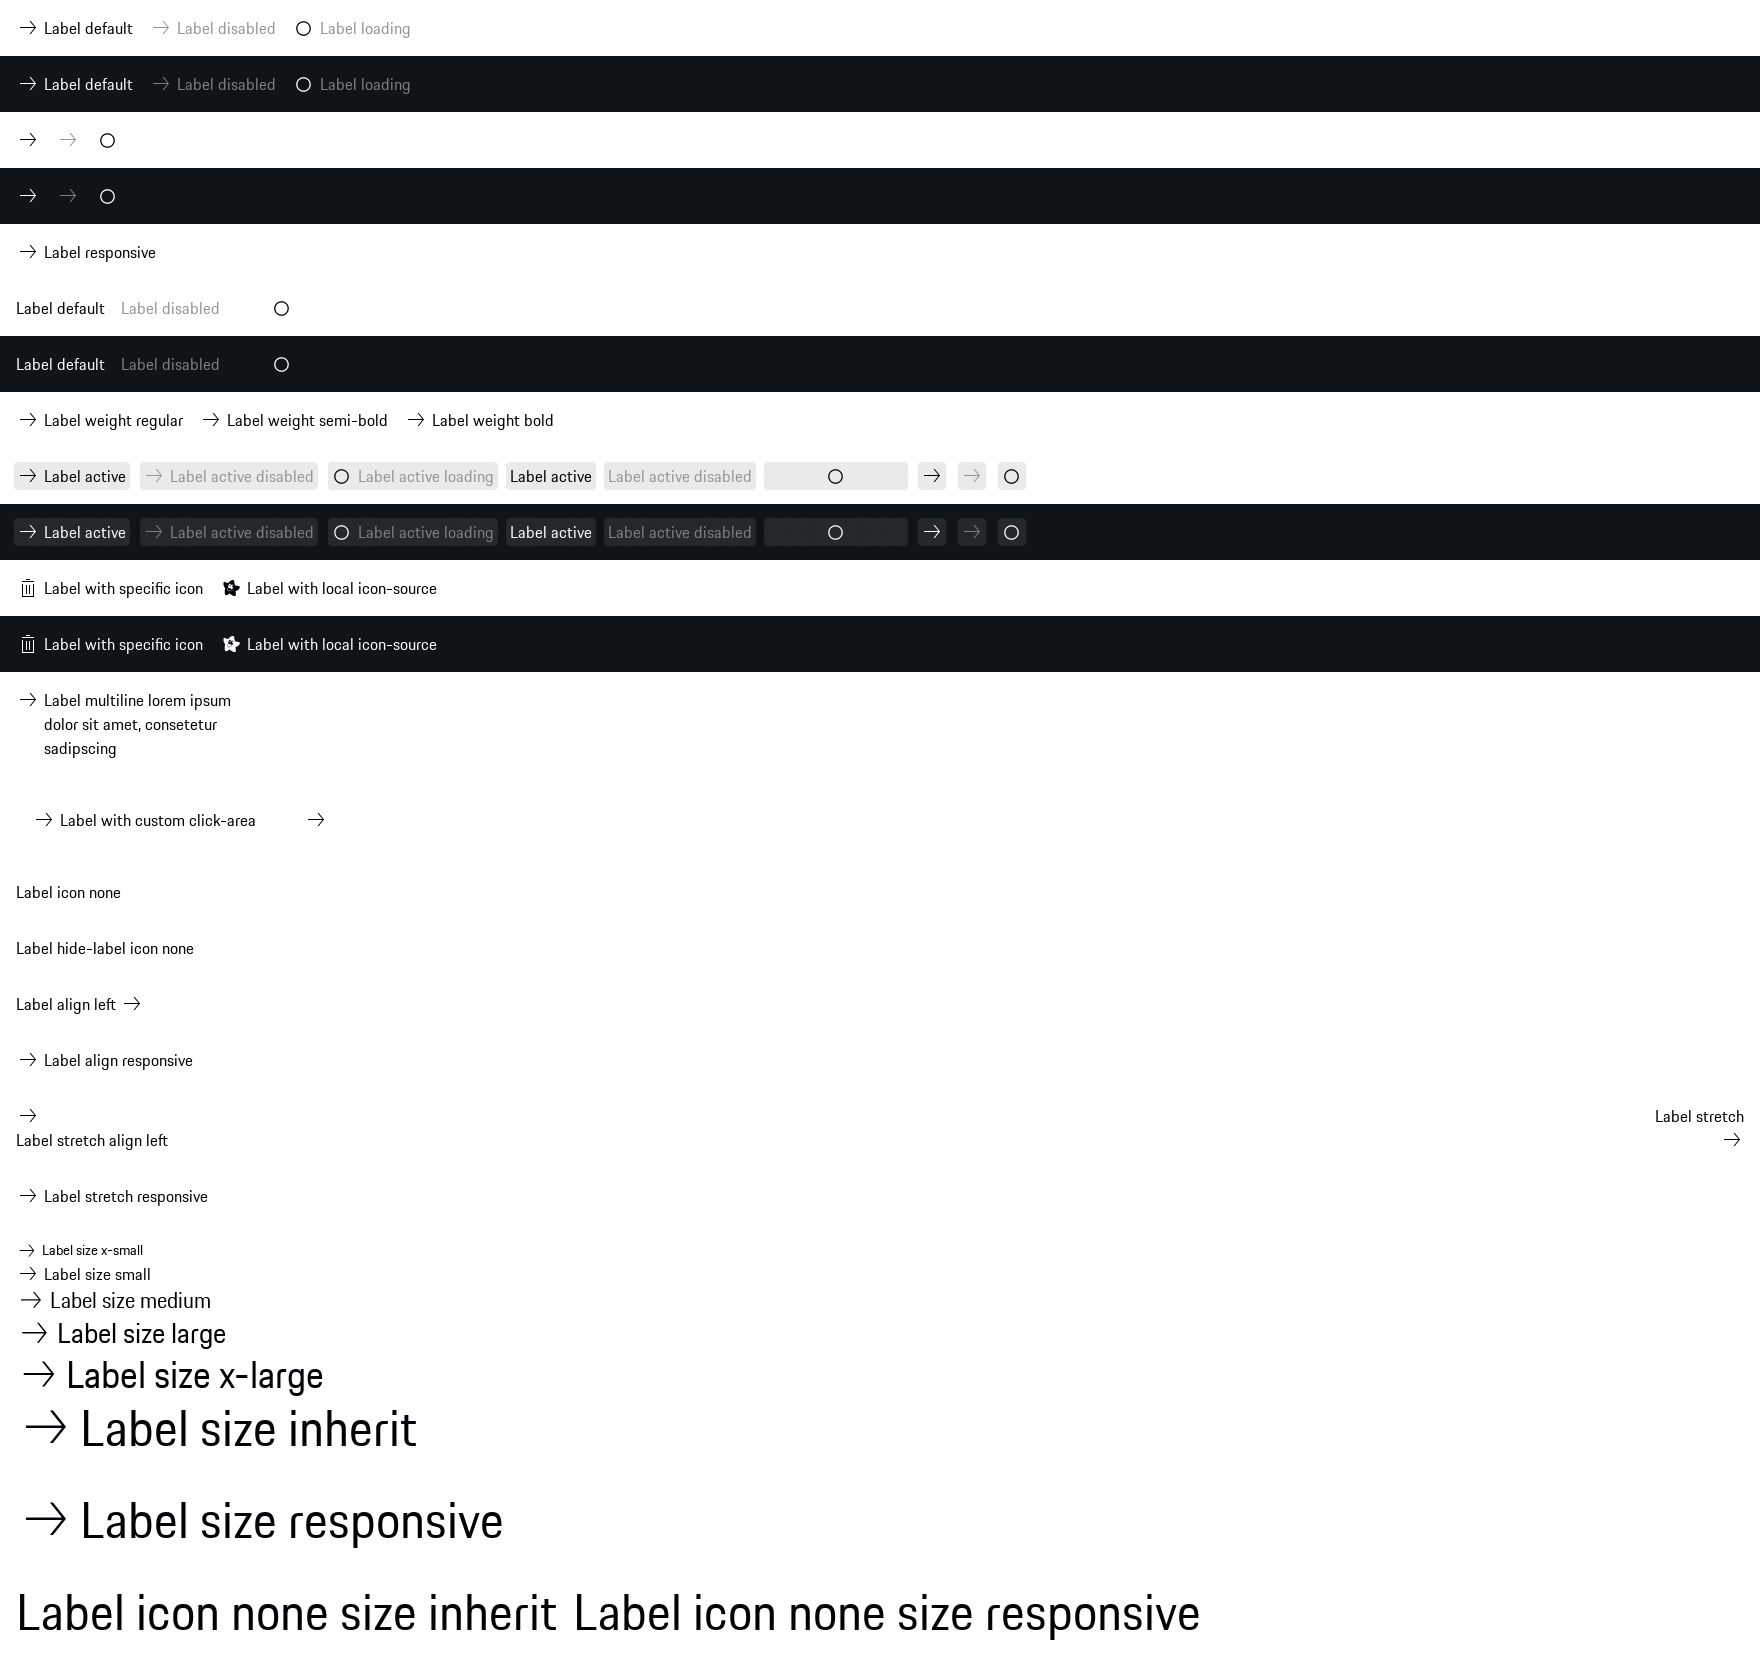 Label default Label disabled Label loading
Label default Label disabled Label loading
Label responsive
Label default Label disabled
Label default Label disabled
Label weight regular Label weight semi-bold Label weight bold
Label active Label active disabled Label active loading Label active Label active disabled
Label active Label active disabled Label active loading Label active Label active disabled
Label with specific icon Label with local icon-source
Label with specific icon Label with local icon-source
Label multiline lorem ipsum
dolor sit amet, consetetur
sadipscing
Label with custom click-area
Label icon none
Label hide-label icon none
Label align left
Label align responsive
Label stretch
Label stretch align left
Label stretch responsive
Label size x-small
Label size small
Label size medium
Label size large
Label size x-large
Label size inherit
Label size responsive
Label icon none size inherit Label icon none size responsive